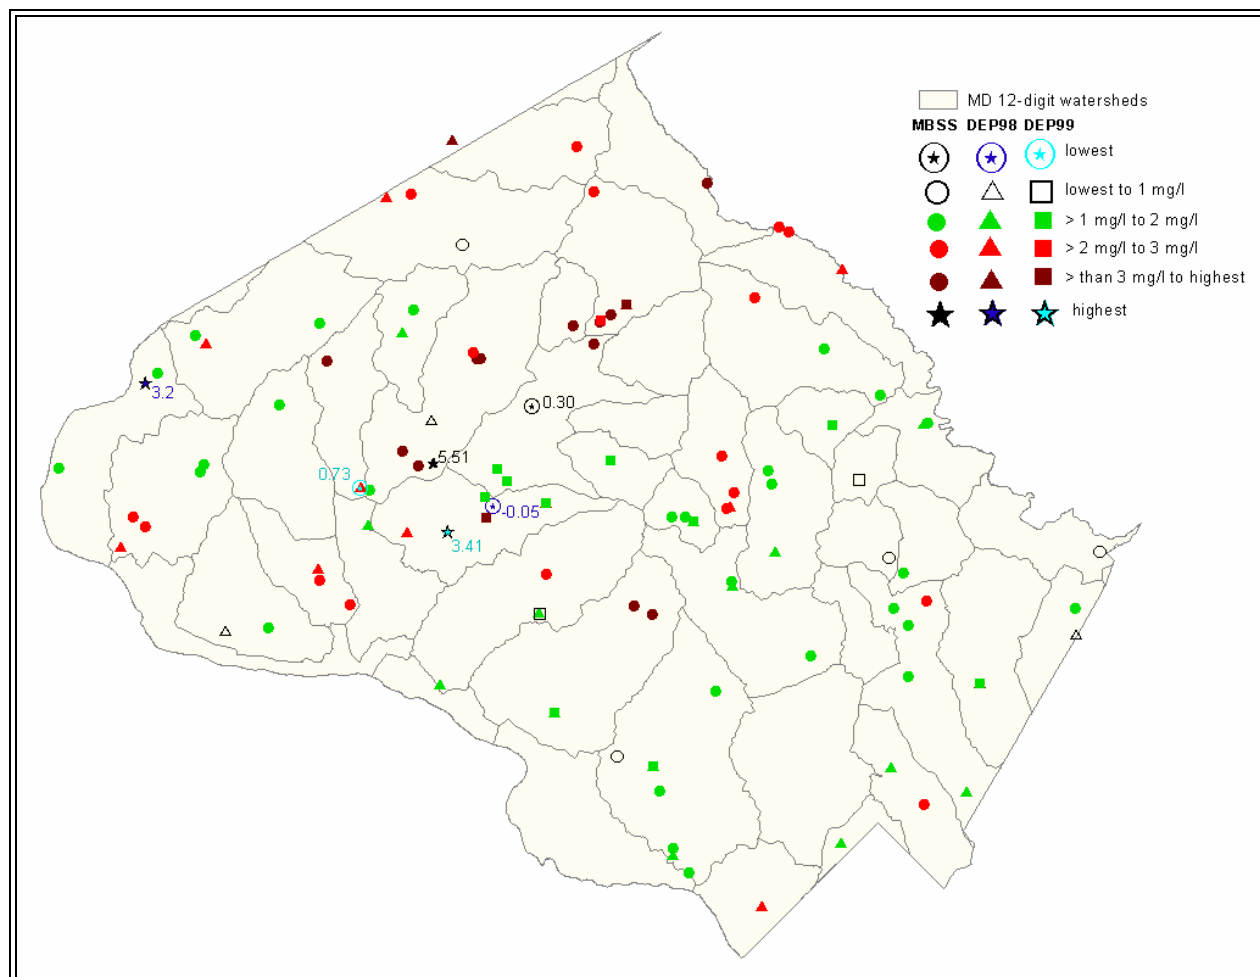 MD 12-digit watersheds
MBSS DEP98 DEP99
lowest
lowest to 1 mg/l
> 1 mg/l to 2 mg/l
> 2 mg/l to 3 mg/l
> than 3 mg/l to highest
highest
3.2
0.30
5.51
0.73
-0.05
3.41